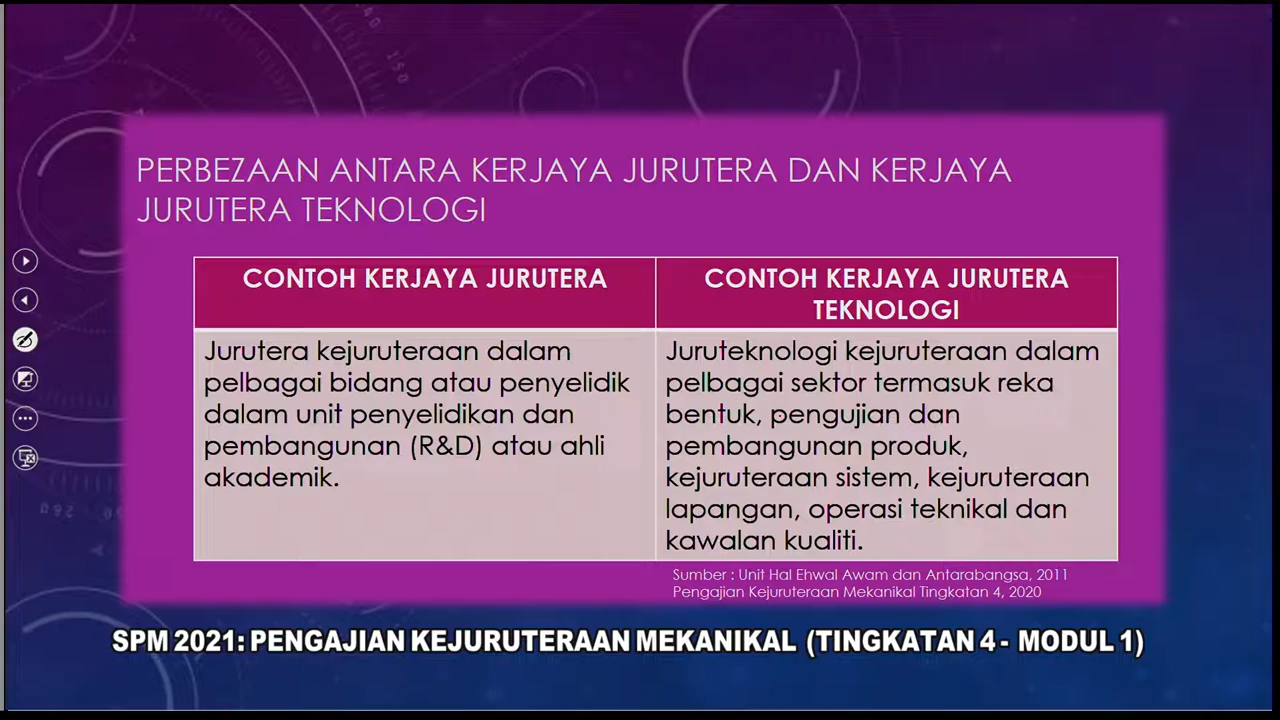 PERBEZAAN ANTARA KERJAYA JURUTERA DAN KERJAYA
JURUTERA TEKNOLOGI
CONTOH KERJAYA JURUTERA
CONTOH KERJAYA JURUTERA
TEKNOLOGI
Jurutera kejuruteraan dalam
pelbagai bidang atau penyelidik
dalam unit penyelidikan dan
pembangunan (R&D) atau ahli
akademik.
Juruteknologi kejuruteraan dalam
pelbagai sektor termasuk reka
bentuk, pengujian dan
pembangunan produk,
kejuruteraan sistem, kejuruteraan
lapangan, operasi teknikal dan
kawalan kualiti.
Sumber : Unit Hal Ehwal Awam dan Antarabangsa, 2011
Pengajian Kejuruteraan Mekanikal Tingkatan 4, 2020
SPM 2021: PENGAJIAN KEJURUTERAAN MEKANIKAL (TINGKATAN 4 - MODUL 1)